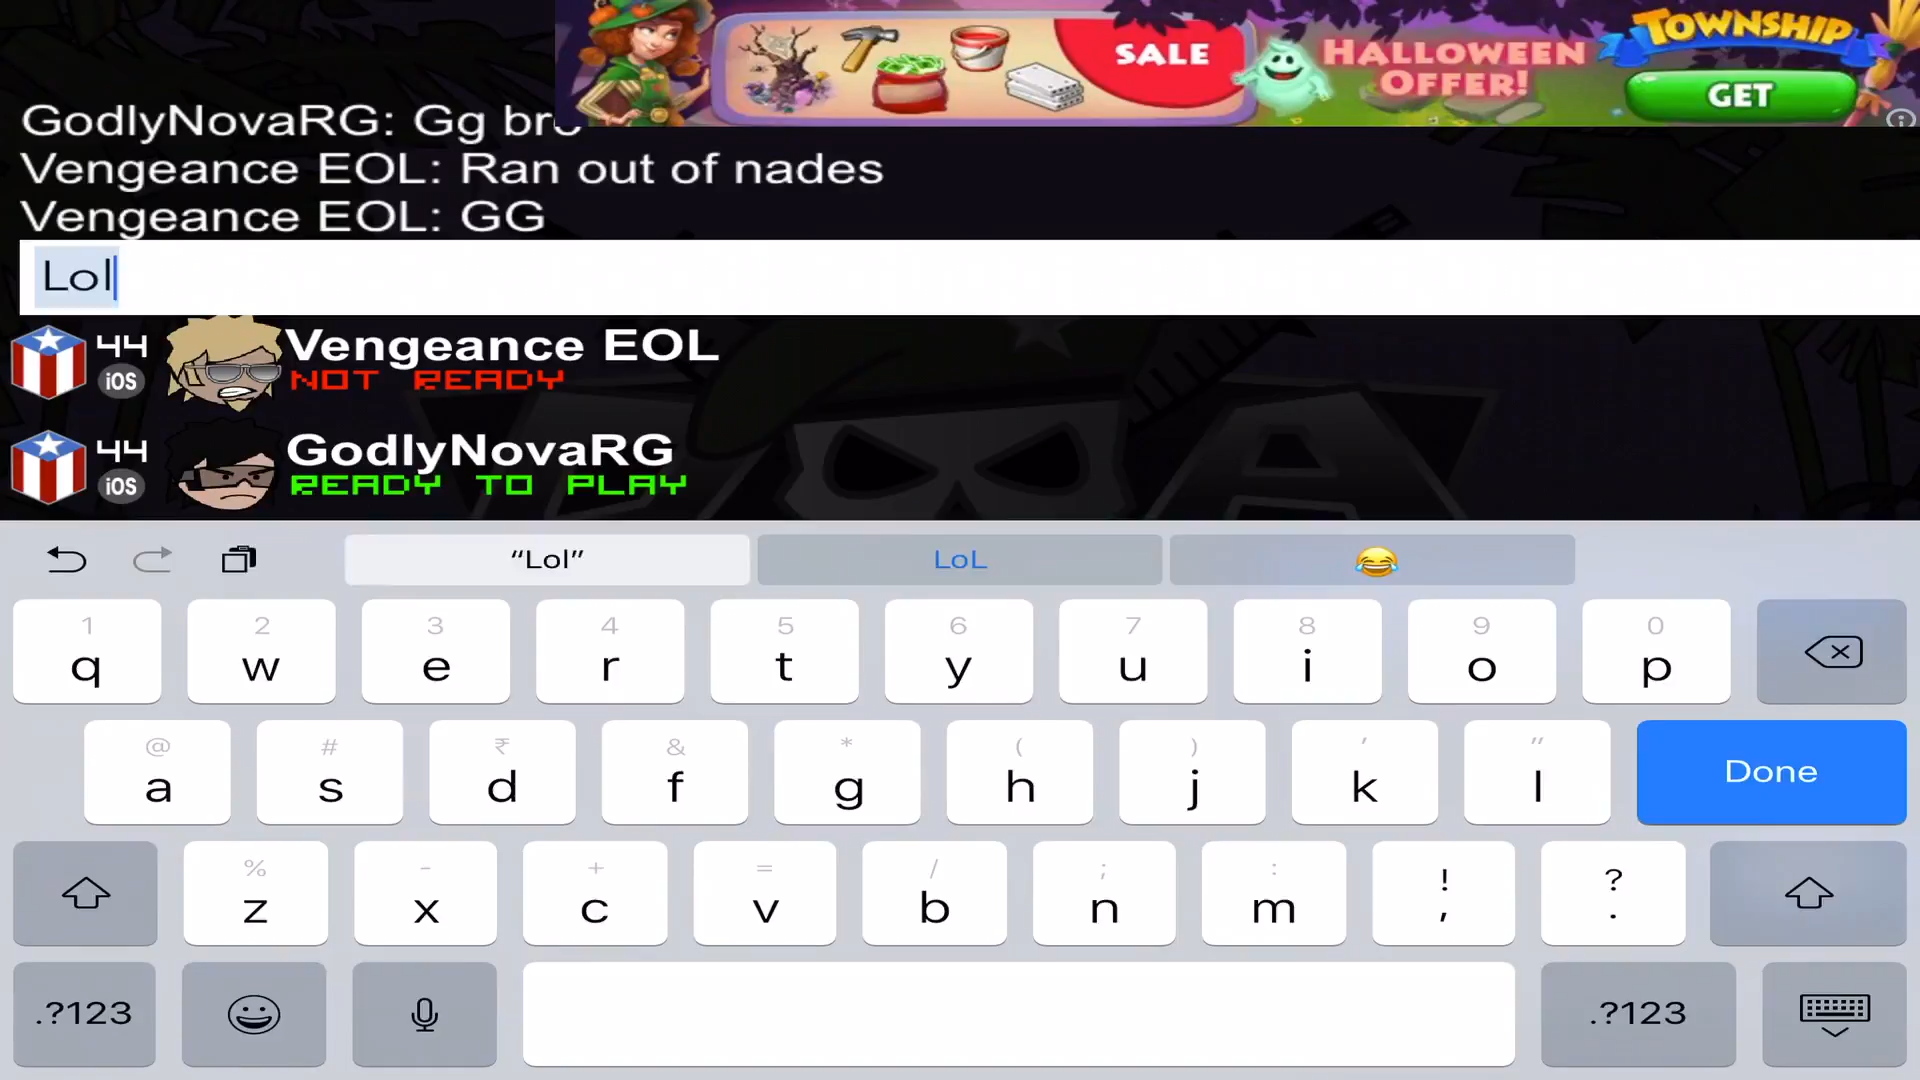 TOWNSHIP
SALE
HALLOWEEN
OFFER!
GET
GodlyNovaRG: Gg bro
Vengeance EOL: Ran out of nades
Vengeance EOL: GG
Lol
44
iOS
Vengeance EOL
NOT READY
44
iOS
GodlyNovaRG
READY TO PLAY
“Lol”
LoL
1 2 3 4 5 6 7 8 9 0
q w e r t y u i o p
@ # ₹ & * ( ) ' "
a s d f g h j k l
Done
% - + = / ; : ! ?
z x c v b n m , .
.?123
.?123